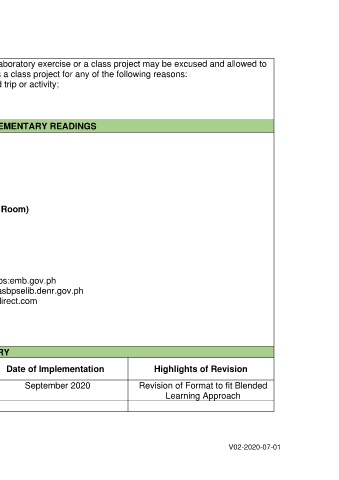 aboratory exercise or a class project may be excused and allowed to
a class project for any of the following reasons:
trip or activity;
EMENTARY READINGS
Room)
os:emb.gov.ph
asbpselib.denr.gov.ph
direct.com
RY
Date of Implementation
Highlights of Revision
September 2020
Revision of Format to fit Blended
Learning Approach
V02-2020-07-01